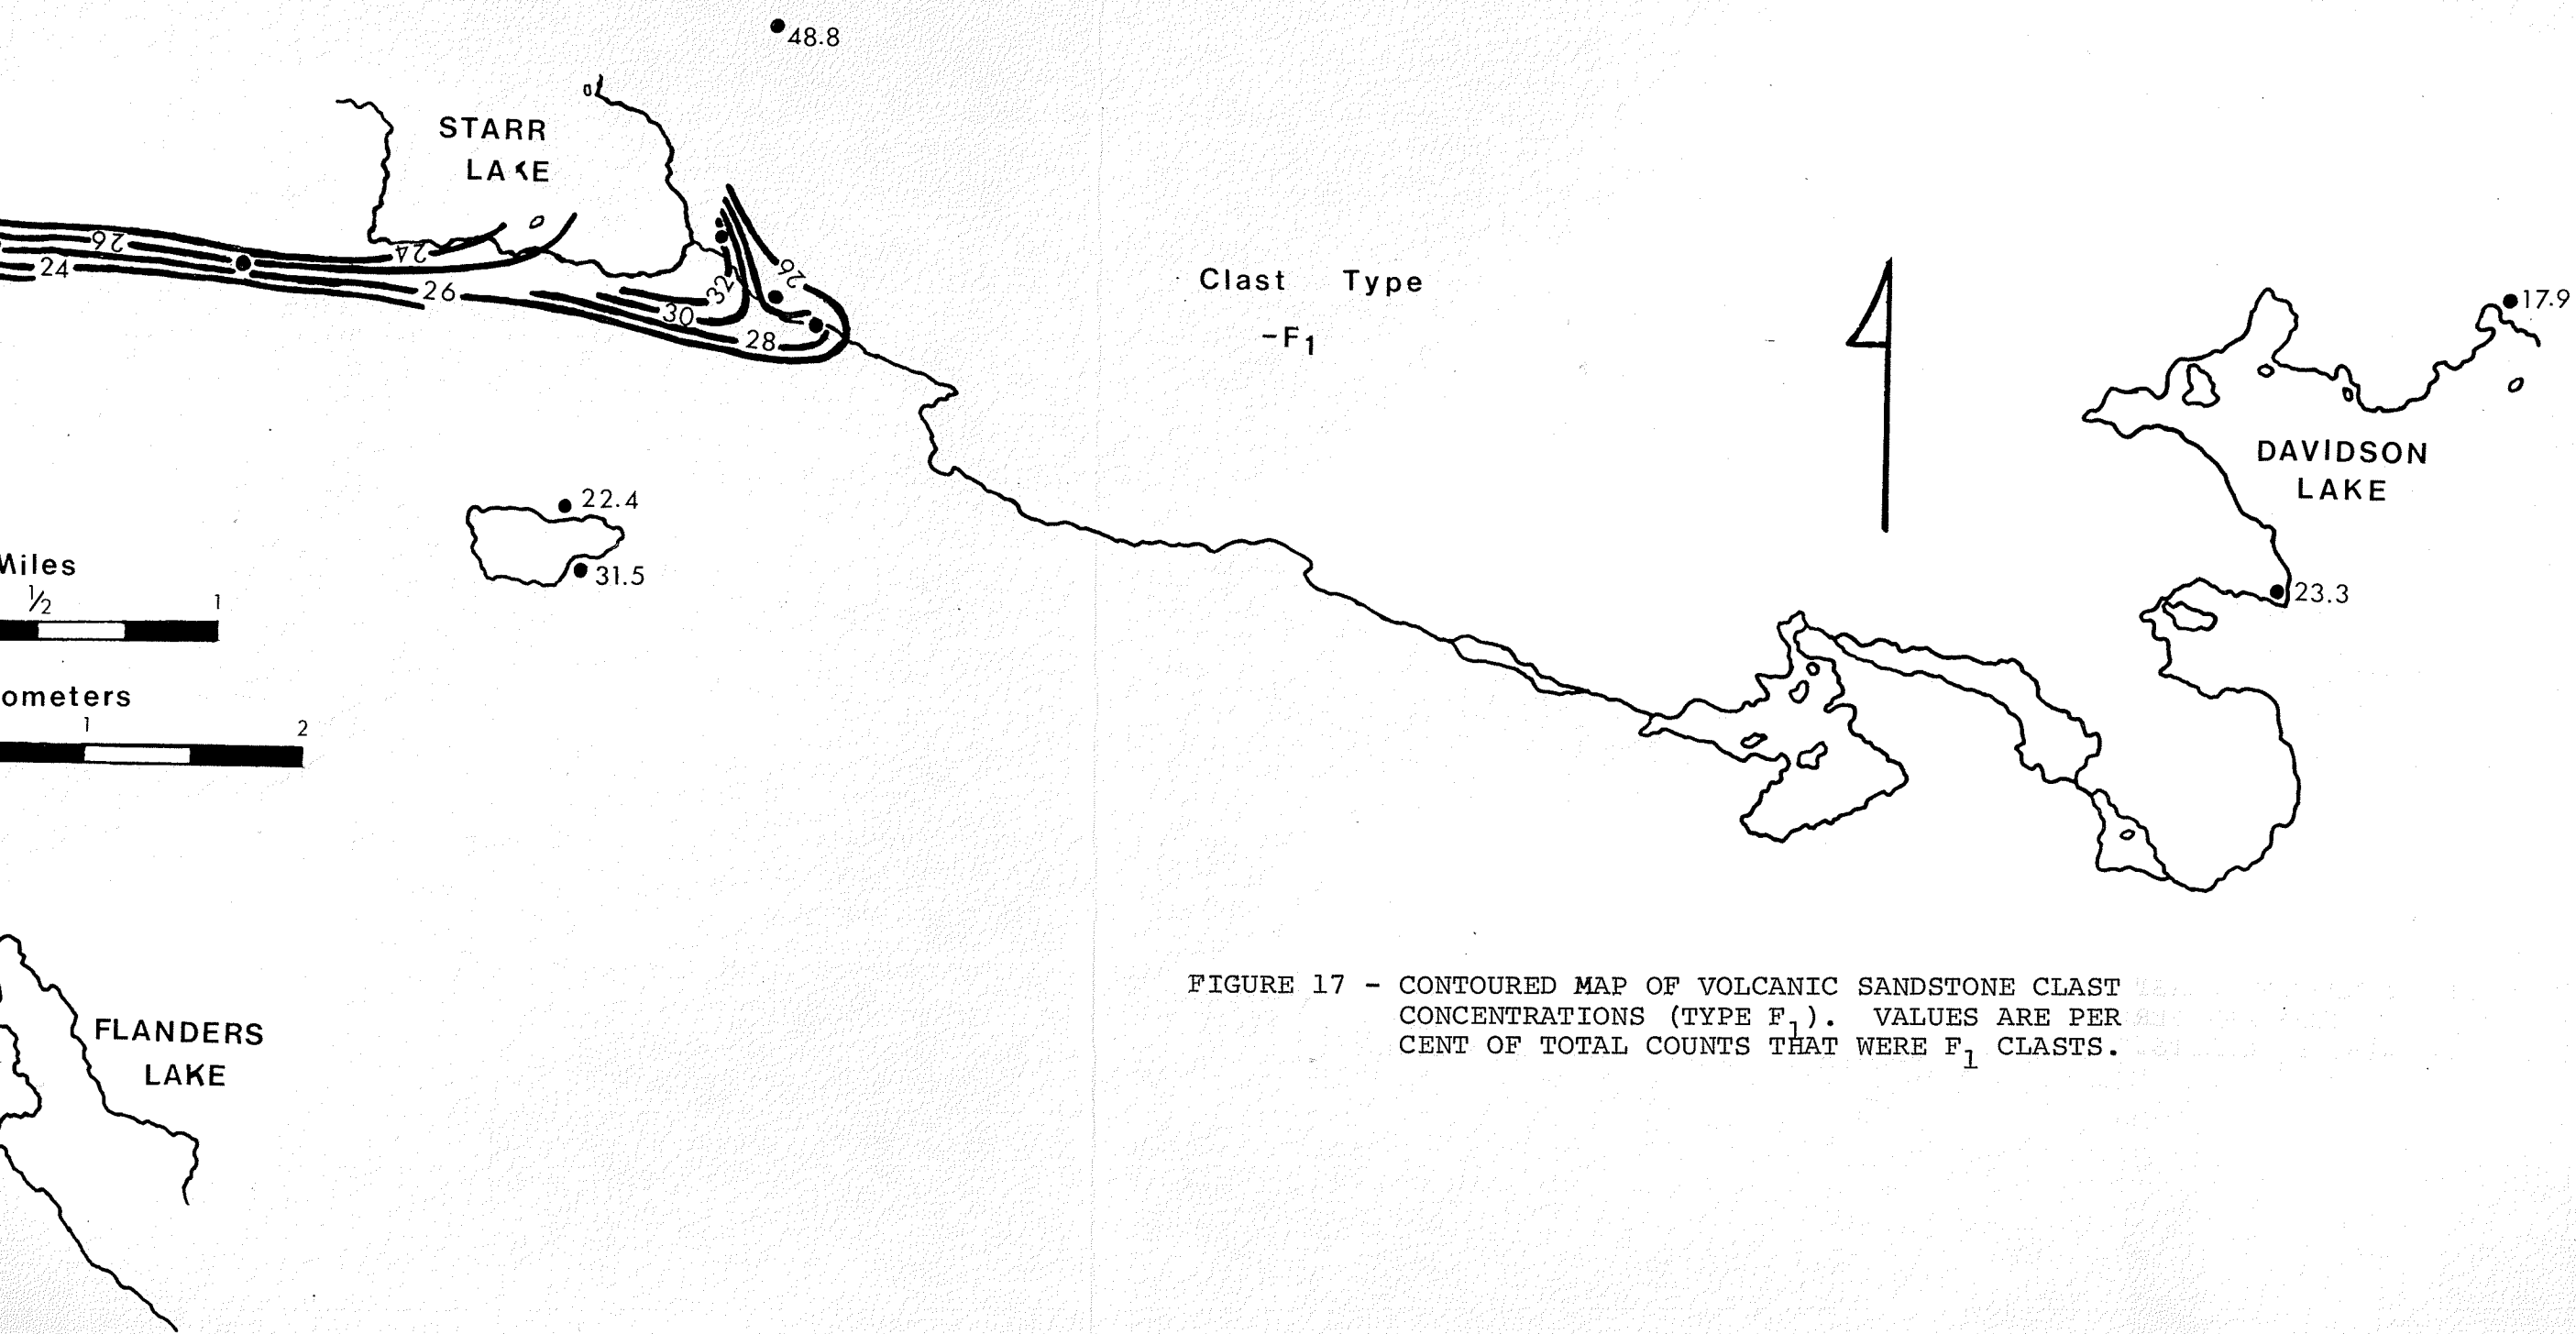 48.8
STARR
LAKE
26
24
24
26
32
30
28
26
Clast Type
-F1
17.9
DAVIDSON
LAKE
22.4
31.5
23.3
Miles
1/2 1
ometers
1 2
FIGURE 17 - CONTOURED MAP OF VOLCANIC SANDSTONE CLAST
CONCENTRATIONS (TYPE F1). VALUES ARE PER
CENT OF TOTAL COUNTS THAT WERE F1 CLASTS.
FLANDERS
LAKE